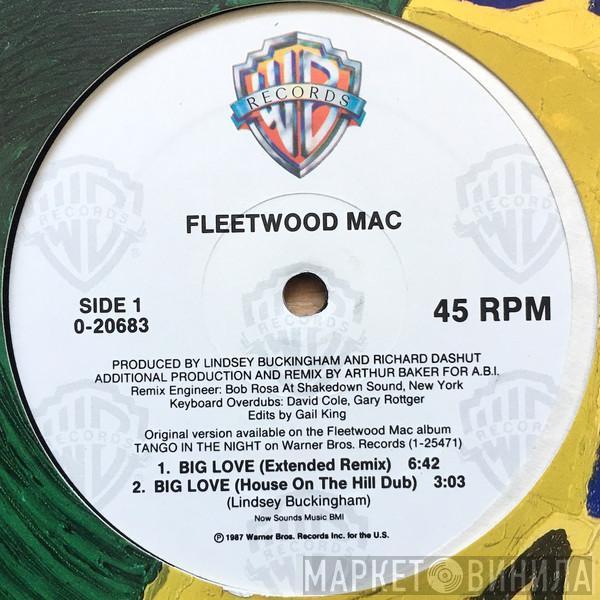 WB
RECORDS
FLEETWOOD MAC
SIDE 1
0-20683
45 RPM
PRODUCED BY LINDSEY BUCKINGHAM AND RICHARD DASHUT
ADDITIONAL PRODUCTION AND REMIX BY ARTHUR BAKER FOR A.B.I.
Remix Engineer: Bob Rosa At Shakedown Sound, New York
Keyboard Overdubs: David Cole, Gary Rottger
Edits by Gail King
Original version available on the Fleetwood Mac album
TANGO IN THE NIGHT on Warner Bros. Records (1-25471)
1. BIG LOVE (Extended Remix) 6:42
2. BIG LOVE (House On The Hill Dub) 3:03
(Lindsey Buckingham)
Now Sounds Music BMI
℗ 1987 Warner Bros. Records Inc. for the U.S.
МАРКЕТ ВИНИЛА